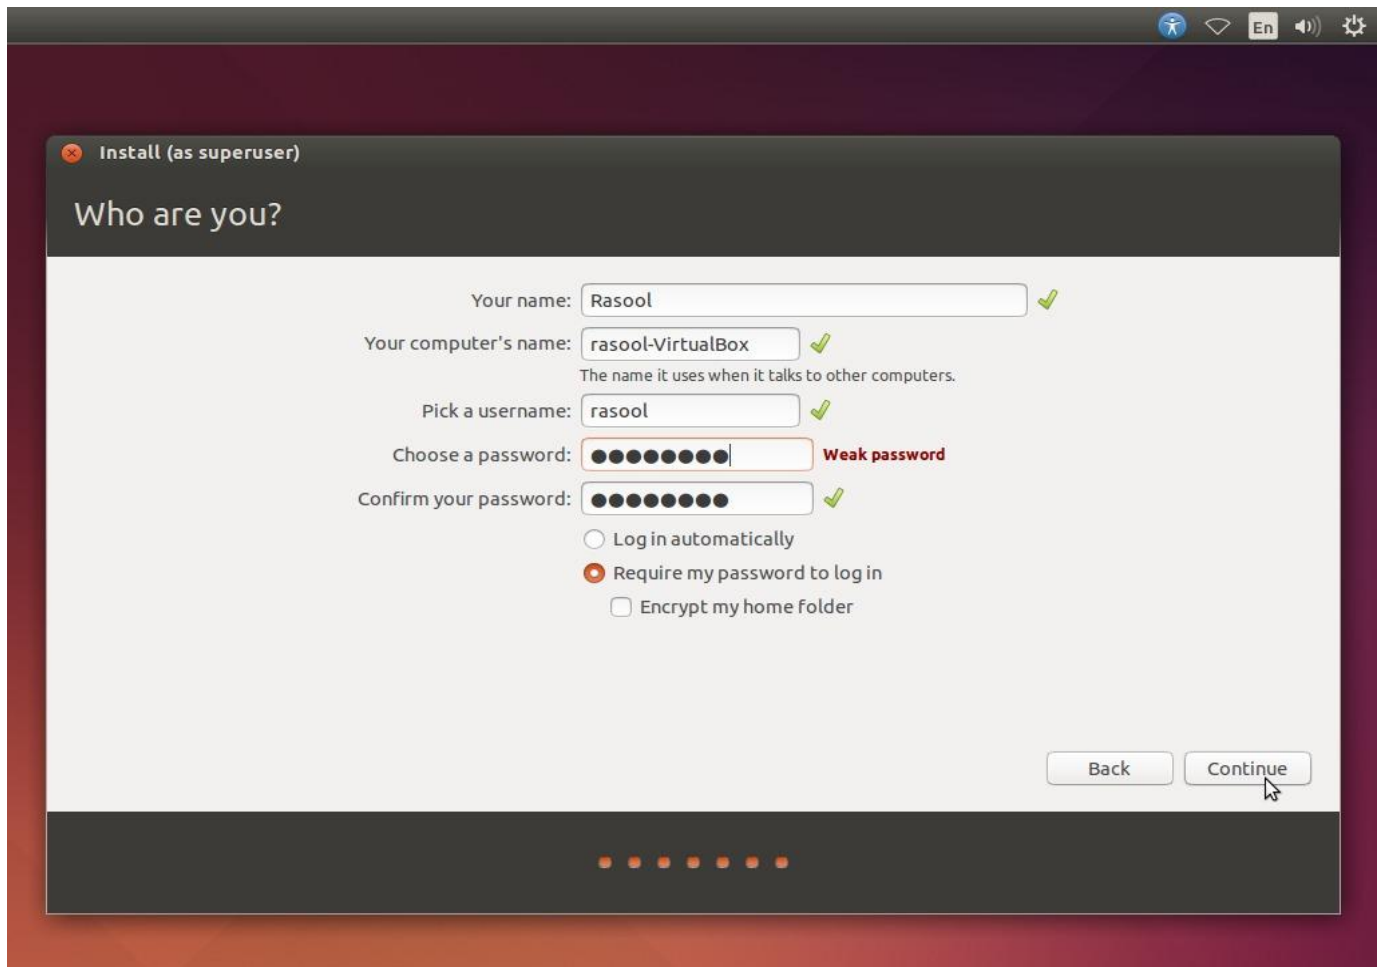 En
Install (as superuser)
Who are you?
Your name: Rasool
Your computer's name: rasool-VirtualBox
The name it uses when it talks to other computers.
Pick a username: rasool
Choose a password: ●●●●●●●● Weak password
Confirm your password: ●●●●●●●●
Log in automatically
Require my password to log in
Encrypt my home folder
Back Continue